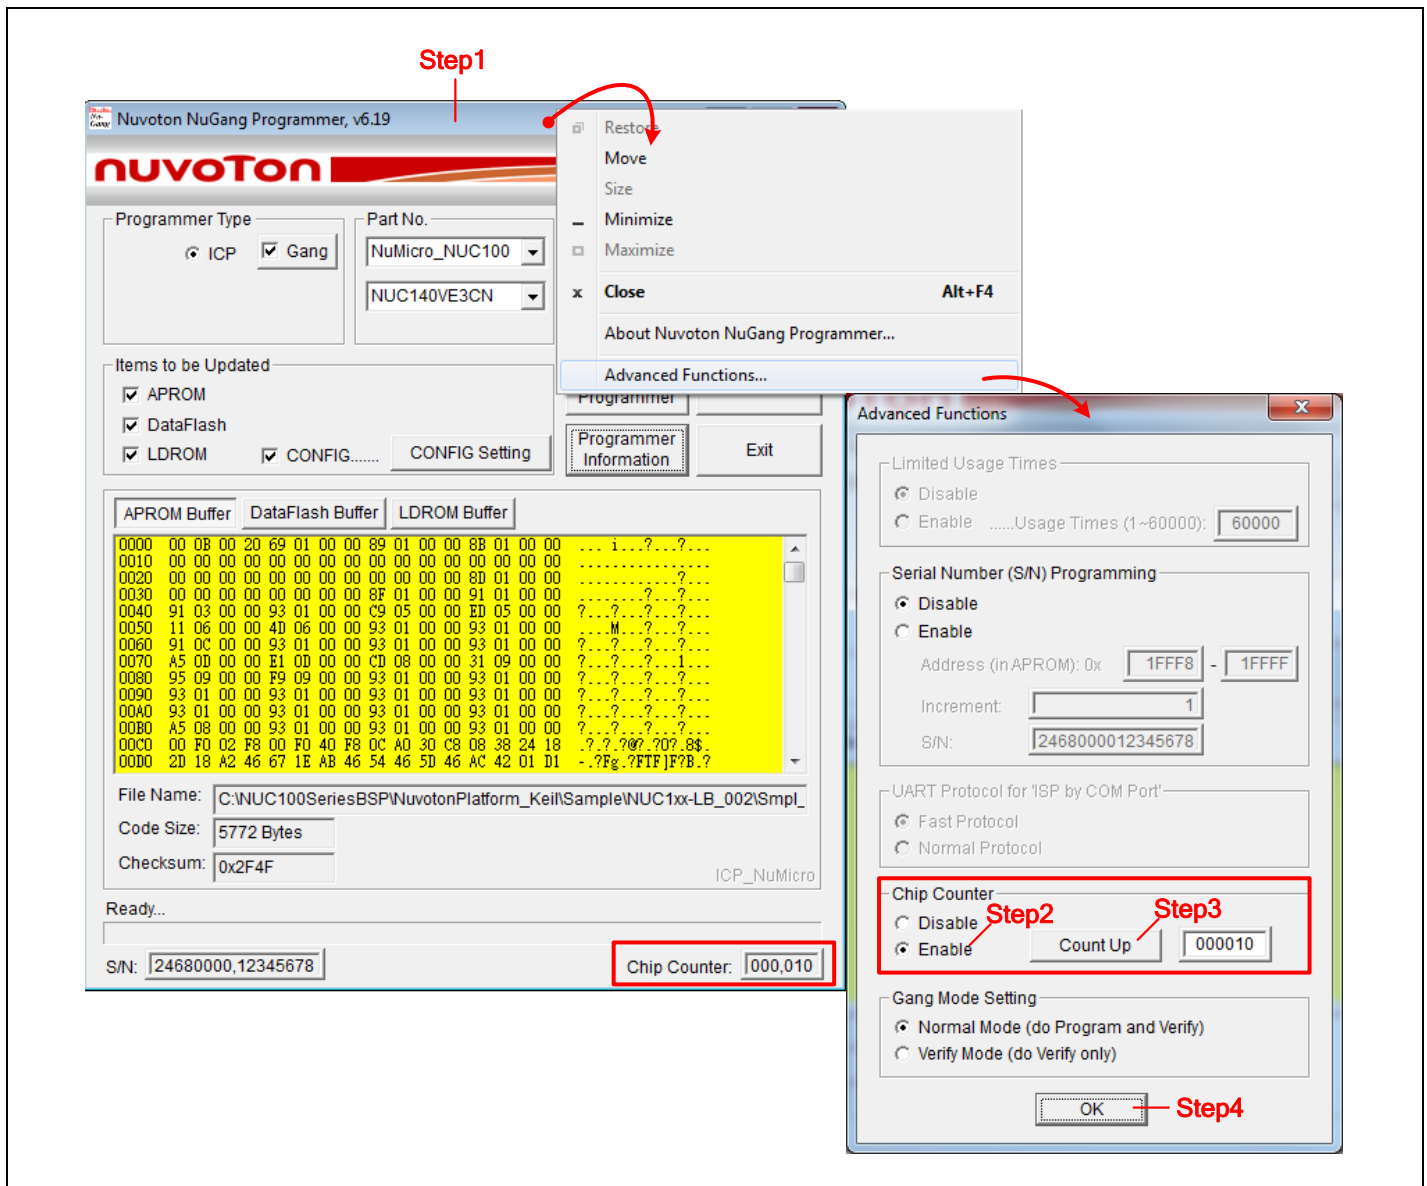 Step1
Nuvoton NuGang Programmer, v6.19
nuvoTon
Programmer Type
ICP
Gang
Part No.
NuMicro_NUC100
NUC140VE3CN
Restore
Move
Size
Minimize
Maximize
Close Alt+F4
About Nuvoton NuGang Programmer...
Advanced Functions...
Items to be Updated
APROM
DataFlash
LDROM
CONFIG.......
CONFIG Setting
Programmer
Programmer
Information
Exit
APROM Buffer DataFlash Buffer LDROM Buffer
0000 00 0B 00 20 69 01 00 00 89 01 00 00 8B 01 00 00 ... i...?...?...
0010 00 00 00 00 00 00 00 00 00 00 00 00 00 00 00 00 ................
0020 00 00 00 00 00 00 00 00 00 00 00 00 8D 01 00 00 ............?...
0030 00 00 00 00 00 00 00 00 8F 01 00 00 91 01 00 00 ........?...?...
0040 91 03 00 00 93 01 00 00 C9 05 00 00 ED 05 00 00 ?...?...?...?...
0050 11 06 00 00 4D 06 00 00 93 01 00 00 93 01 00 00 ....M...?...?...
0060 91 0C 00 00 93 01 00 00 93 01 00 00 93 01 00 00 ?...?...?...?...
0070 A5 0D 00 00 E1 0D 00 00 CD 08 00 00 31 09 00 00 ?...?...?...1...
0080 95 09 00 00 F9 09 00 00 93 01 00 00 93 01 00 00 ?...?...?...?...
0090 93 01 00 00 93 01 00 00 93 01 00 00 93 01 00 00 ?...?...?...?...
00A0 93 01 00 00 93 01 00 00 93 01 00 00 93 01 00 00 ?...?...?...?...
00B0 A5 08 00 00 93 01 00 00 93 01 00 00 93 01 00 00 ?...?...?...?...
00C0 00 F0 02 F8 00 F0 40 F8 0C A0 30 C8 08 38 24 18 .?.?.?@?.?0?.8$.
00D0 2D 18 A2 46 67 1E AB 46 54 46 5D 46 AC 42 01 D1 -.?Fg.?FTF]F?B.?
File Name: C:\NUC100SeriesBSP\NuvotonPlatform_Keil\Sample\NUC1xx-LB_002\Smpl_
Code Size: 5772 Bytes
Checksum: 0x2F4F
ICP_NuMicro
Ready...
S/N: 24680000,12345678
Chip Counter: 000,010
Advanced Functions
Limited Usage Times
Disable
Enable ......Usage Times (1~60000): 60000
Serial Number (S/N) Programming
Disable
Enable
Address (in APROM): 0x 1FFF8 - 1FFFF
Increment: 1
S/N: 2468000012345678
UART Protocol for 'ISP by COM Port'
Fast Protocol
Normal Protocol
Chip Counter
Disable
Enable
Step2
Step3
Count Up
000010
Gang Mode Setting
Normal Mode (do Program and Verify)
Verify Mode (do Verify only)
OK
Step4